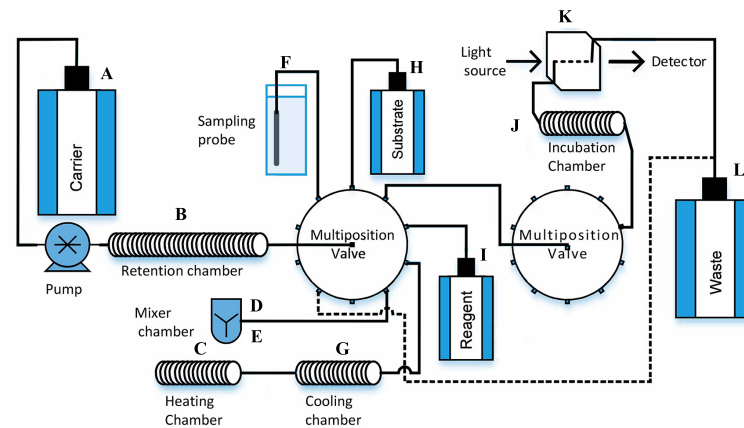 A
Carrier
Pump
B
Retention chamber
F
Sampling
probe
H
Substrate
Multiposition
Valve
I
Reagent
Mixer
chamber
D
E
C
Heating
Chamber
G
Cooling
chamber
K
Light
source
Detector
J
Incubation
Chamber
Multiposition
Valve
L
Waste